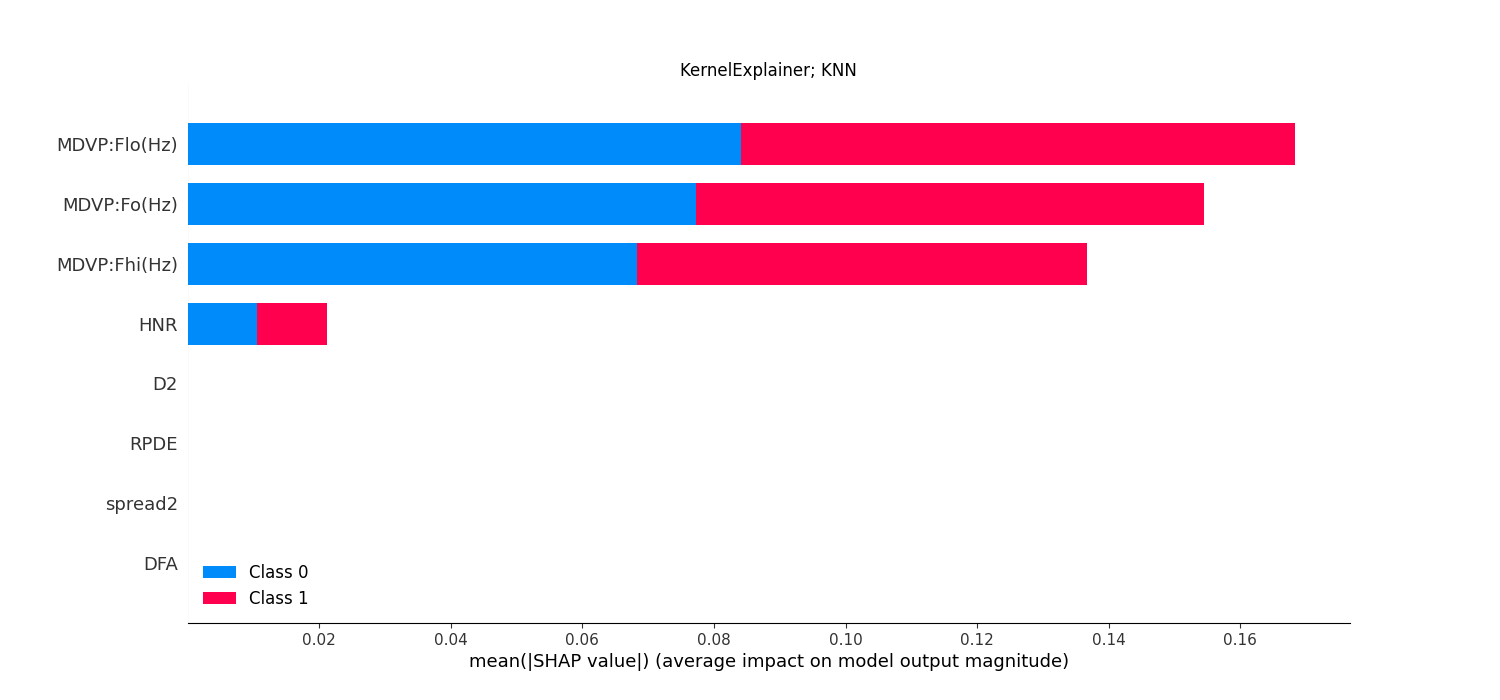 KernelExplainer; KNN
MDVP:Flo(Hz)
MDVP:Fo(Hz)
MDVP:Fhi(Hz)
HNR
D2
RPDE
spread2
DFA
Class 0
Class 1
0.02 0.04 0.06 0.08 0.10 0.12 0.14 0.16
mean(|SHAP value|) (average impact on model output magnitude)